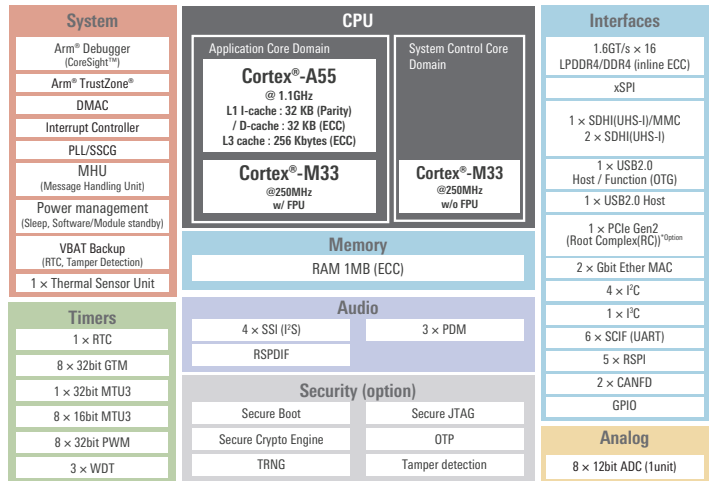 System
Arm® Debugger
(CoreSight™)
Arm® TrustZone®
DMAC
Interrupt Controller
PLL/SSCG
MHU
(Message Handling Unit)
Power management
(Sleep, Software/Module standby)
VBAT Backup
(RTC, Tamper Detection)
1 × Thermal Sensor Unit
Timers
1 × RTC
8 × 32bit GTM
1 × 32bit MTU3
8 × 16bit MTU3
8 × 32bit PWM
3 × WDT
CPU
Application Core Domain
Cortex®-A55
@ 1.1GHz
L1 I-cache : 32 KB (Parity)
/ D-cache : 32 KB (ECC)
L3 cache : 256 Kbytes (ECC)
Cortex®-M33
@250MHz
w/ FPU
System Control Core
Domain
Cortex®-M33
@250MHz
w/o FPU
Memory
RAM 1MB (ECC)
Audio
4 × SSI (I²S)
3 × PDM
RSPDIF
Security (option)
Secure Boot
Secure JTAG
Secure Crypto Engine
OTP
TRNG
Tamper detection
Interfaces
1.6GT/s × 16
LPDDR4/DDR4 (inline ECC)
xSPI
1 × SDHI(UHS-I)/MMC
2 × SDHI(UHS-I)
1 × USB2.0
Host / Function (OTG)
1 × USB2.0 Host
1 × PCIe Gen2
(Root Complex(RC))*Option
2 × Gbit Ether MAC
4 × I²C
1 × I³C
6 × SCIF (UART)
5 × RSPI
2 × CANFD
GPIO
Analog
8 × 12bit ADC (1unit)